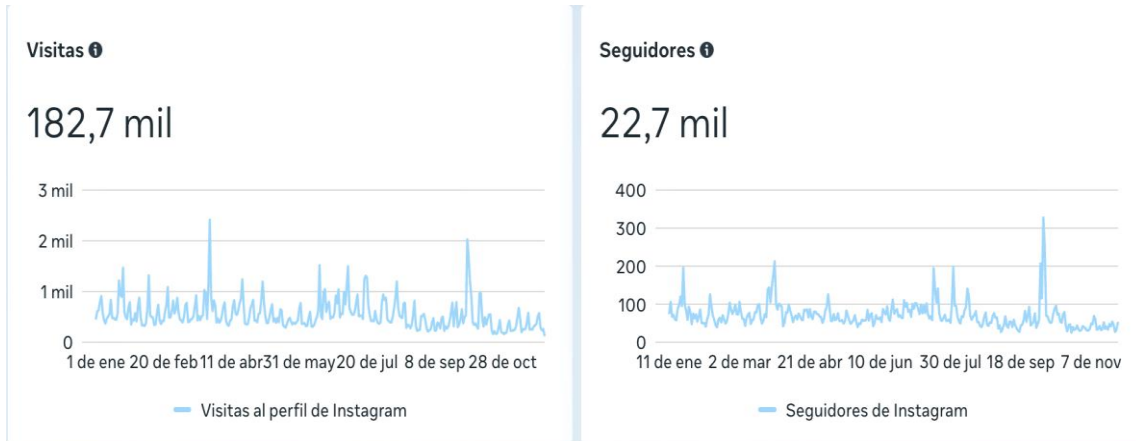 Visitas
182,7 mil
3 mil
2 mil
1 mil
0
1 de ene 20 de feb 11 de abr 31 de may 20 de jul 8 de sep 28 de oct
Visitas al perfil de Instagram
Seguidores
22,7 mil
400
300
200
100
0
11 de ene 2 de mar 21 de abr 10 de jun 30 de jul 18 de sep 7 de nov
Seguidores de Instagram